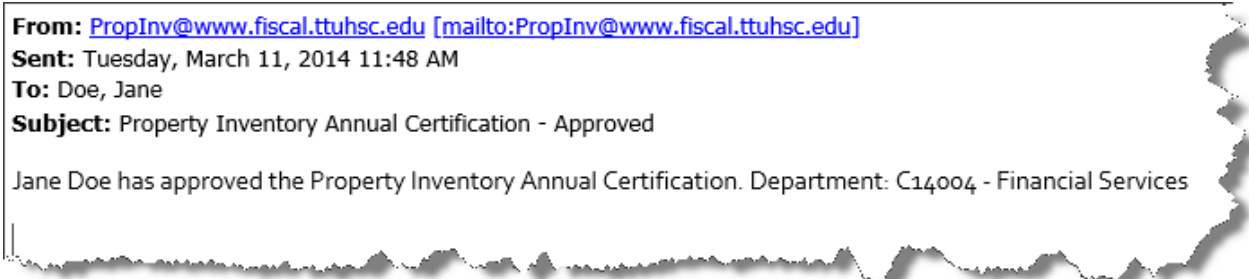 From: PropInv@www.fiscal.ttuhsc.edu [mailto:PropInv@www.fiscal.ttuhsc.edu]
Sent: Tuesday, March 11, 2014 11:48 AM
To: Doe, Jane
Subject: Property Inventory Annual Certification - Approved
Jane Doe has approved the Property Inventory Annual Certification. Department: C14004 - Financial Services